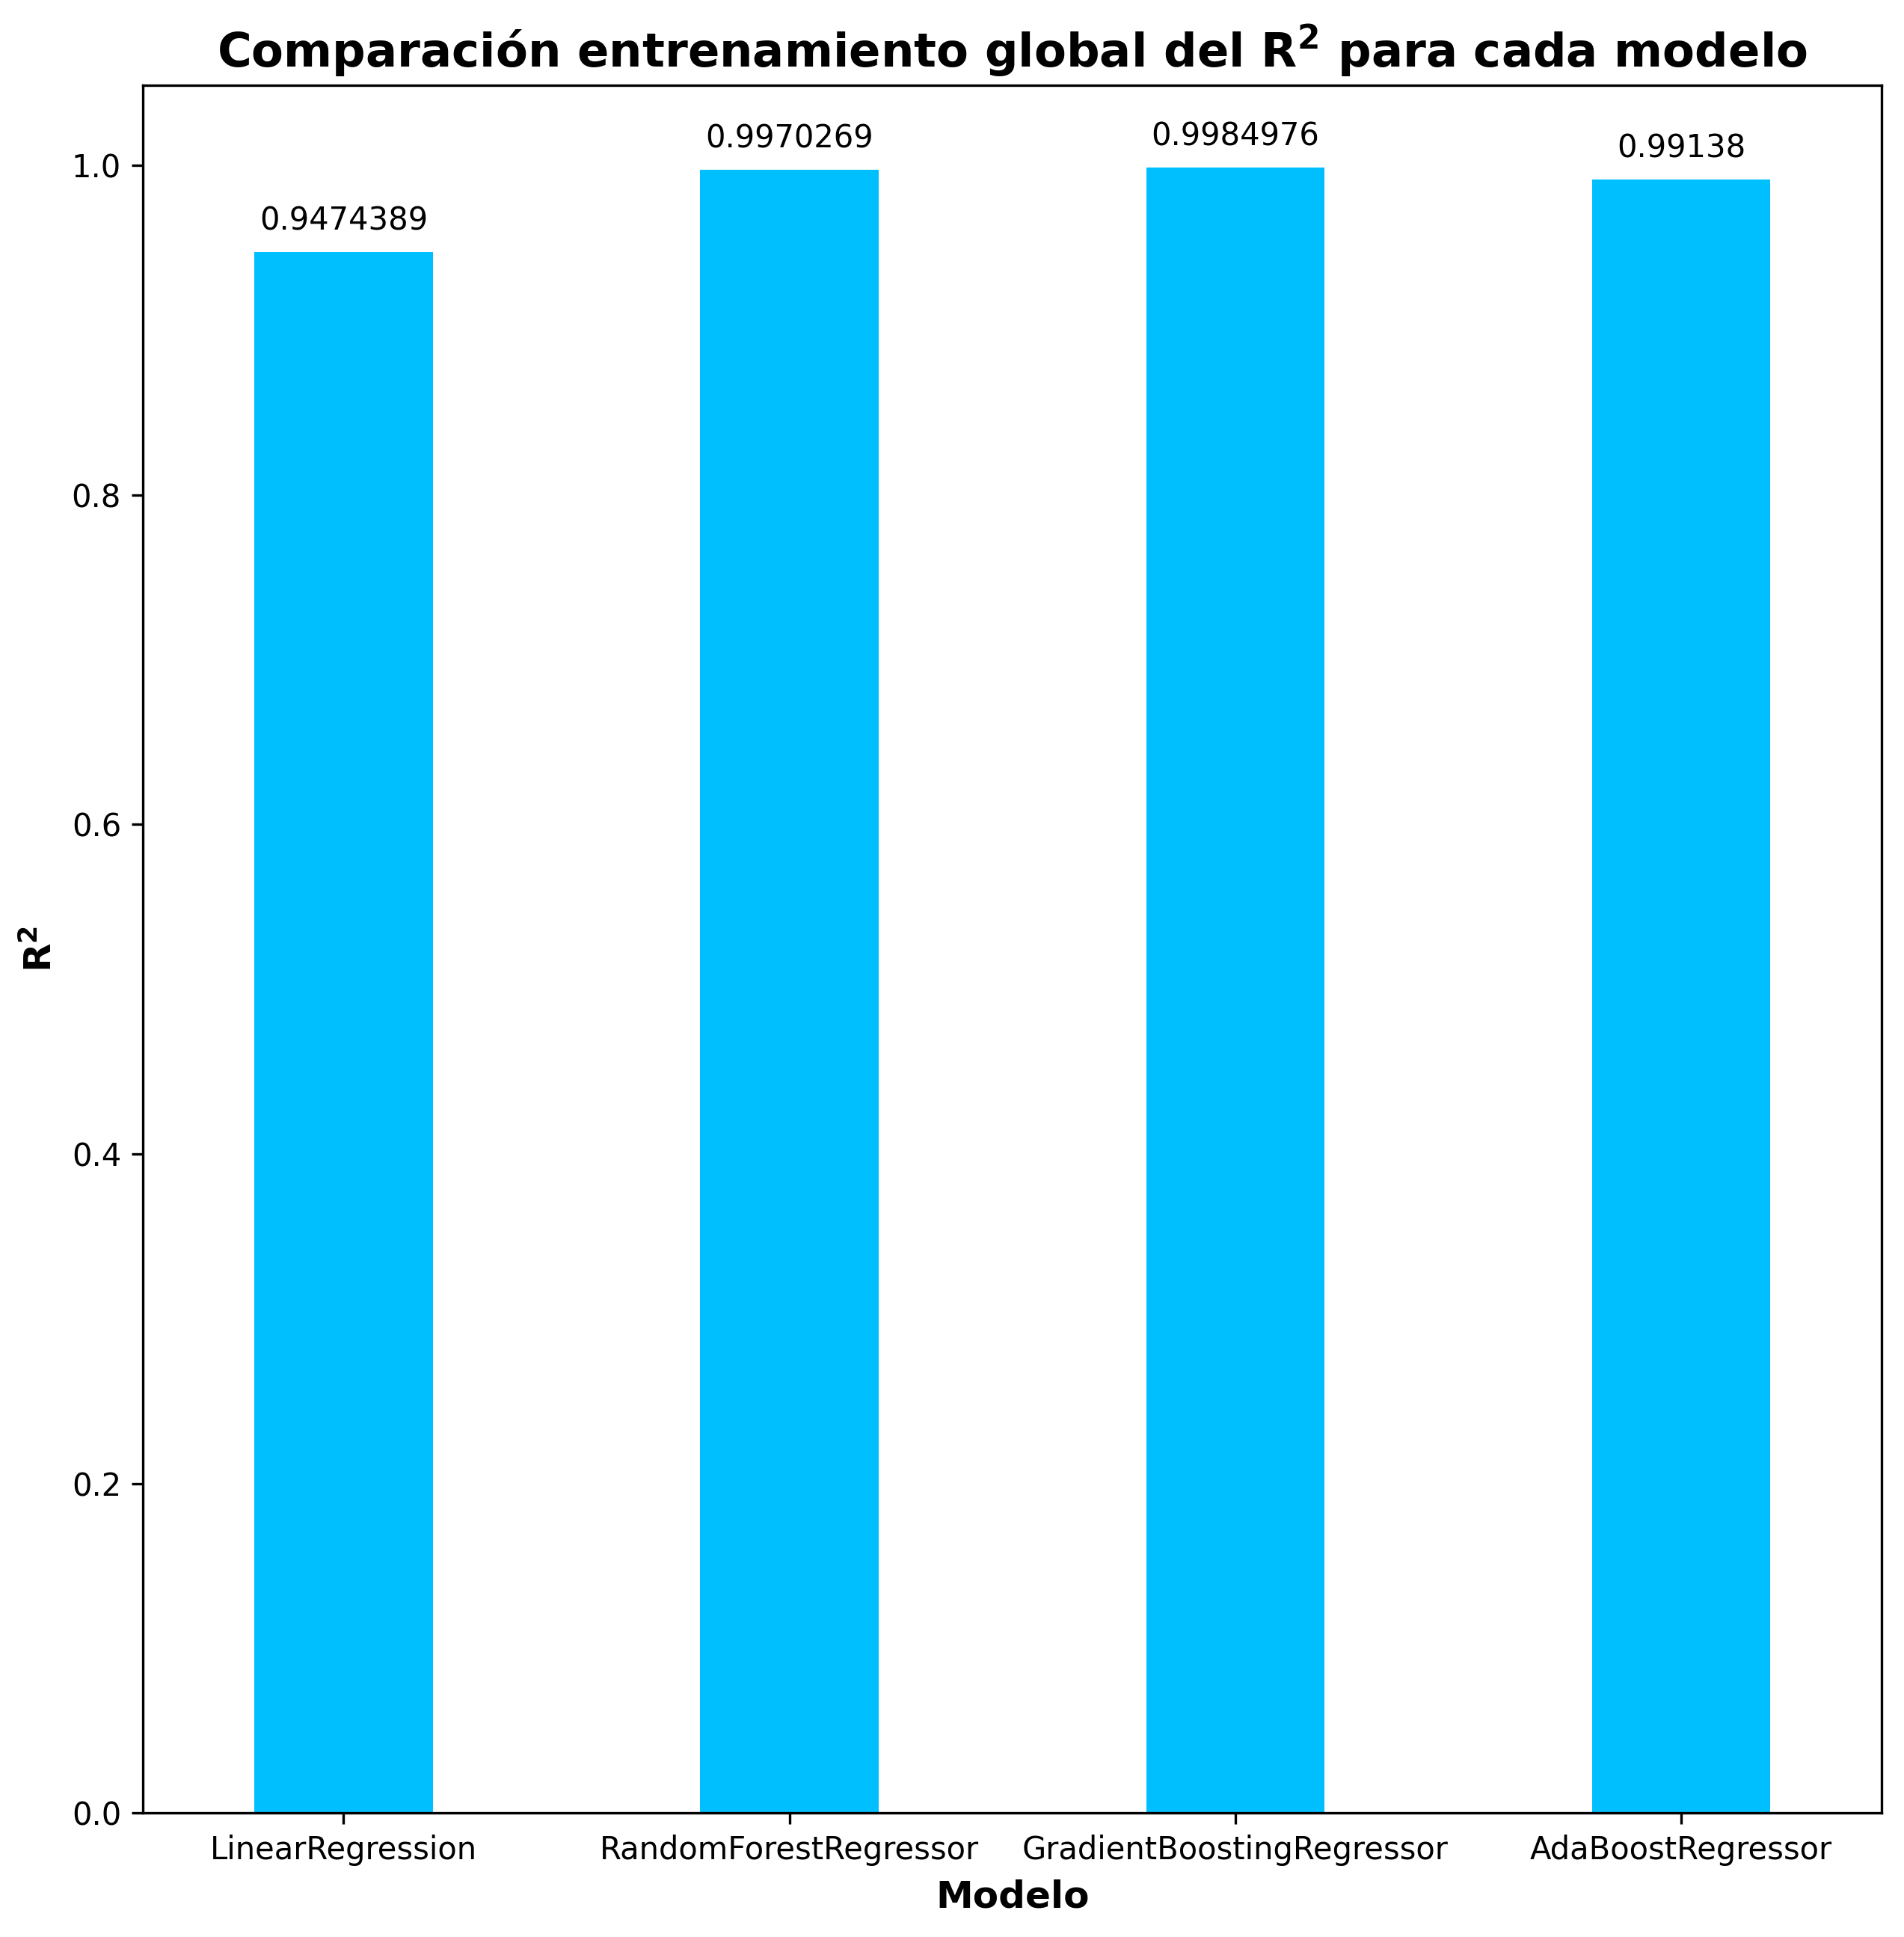 Comparación entrenamiento global del R² para cada modelo
0.9474389
0.9970269
0.9984976
0.99138
1.0
0.8
0.6
0.4
0.2
0.0
R²
LinearRegression
RandomForestRegressor
GradientBoostingRegressor
AdaBoostRegressor
Modelo